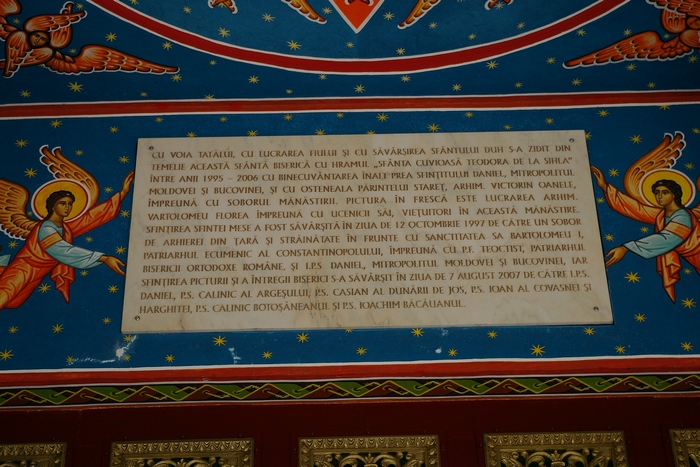 CU VOIA TATALUI, CU LUCRAREA FIULUI ŞI CU SĂVÂRŞIREA SFÂNTULUI DUH S-A ZIDIT DIN
TEMELIE ACEASTĂ SFÂNTĂ BISERICĂ CU HRAMUL „SFÂNTA CUVIOASĂ TEODORA DE LA SIHLA”
ÎNTRE ANII 1995 - 2006 CU BINECUVÂNTAREA ÎNALT PREA SFINŢITULUI DANIEL, MITROPOLITUL
MOLDOVEI ŞI BUCOVINEI, ŞI CU OSTENEALA PĂRINTELUI STAREŢ, ARHIM. VICTORIN OANELE,
ÎMPREUNĂ CU SOBORUL MĂNĂSTIRII. PICTURA ÎN FRESCĂ ESTE LUCRAREA ARHIM.
VARTOLOMEU FLOREA ÎMPREUNĂ CU UCENICII SĂI, VIEŢUITORI ÎN ACEASTĂ MĂNĂSTIRE.
SFINŢIREA SFINTEI MESE A FOST SĂVÂRŞITĂ ÎN ZIUA DE 12 OCTOMBRIE 1997 DE CĂTRE UN SOBOR
DE ARHIEREI DIN ŢARĂ ŞI STRĂINĂTATE ÎN FRUNTE CU SANCTITATEA SA BARTOLOMEU I,
PATRIARHUL ECUMENIC AL CONSTANTINOPOLULUI, ÎMPREUNĂ CU P.F. TEOCTIST, PATRIARHUL
BISERICII ORTODOXE ROMÂNE, ŞI I.P.S DANIEL, MITROPOLITUL MOLDOVEI ŞI BUCOVINEI, IAR
SFINŢIREA PICTURII ŞI A ÎNTREGII BISERICI S-A SĂVÂRŞIT ÎN ZIUA DE 7 AUGUST 2007 DE CĂTRE I.P.S.
DANIEL, P.S. CALINIC AL ARGEŞULUI, P.S. CASIAN AL DUNĂRII DE JOS, P.S. IOAN AL COVASNEI ŞI
HARGHITEI, P.S. CALINIC BOTOŞĂNEANUL ŞI P.S. IOACHIM BĂCĂUANUL.